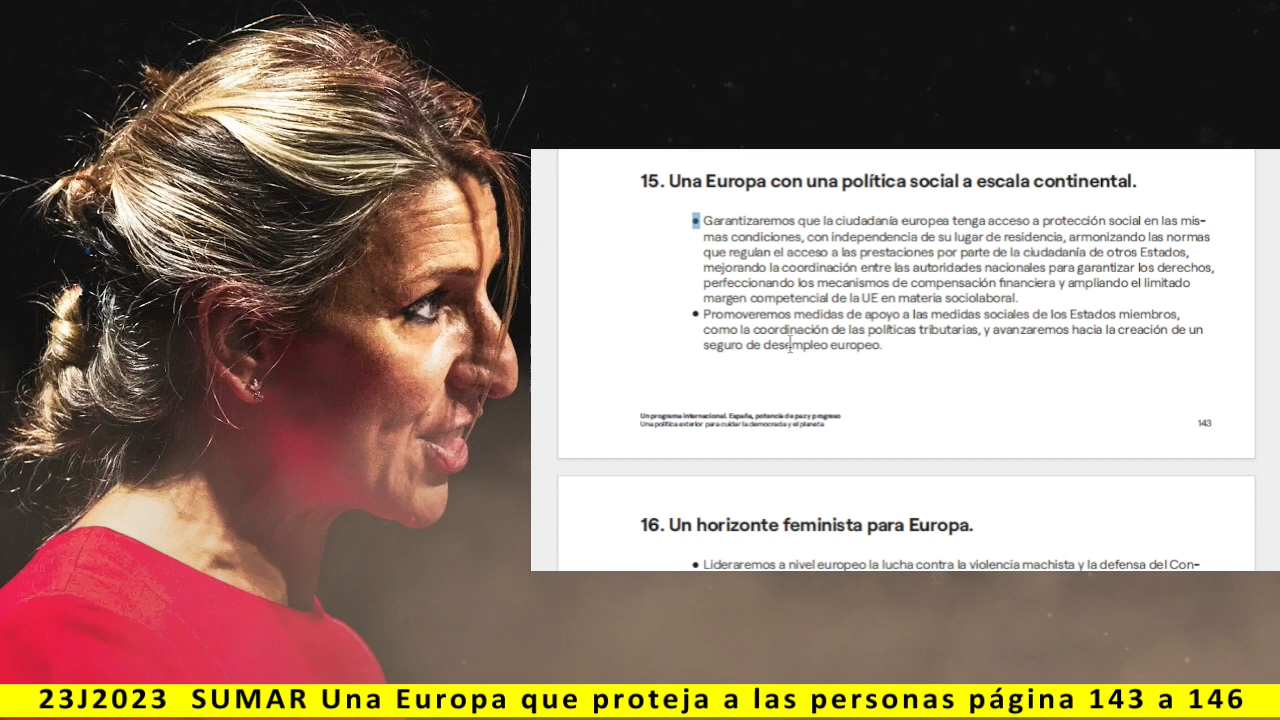 15. Una Europa con una política social a escala continental.
● Garantizaremos que la ciudadanía europea tenga acceso a protección social en las mis-
mas condiciones, con independencia de su lugar de residencia, armonizando las normas
que regulan el acceso a las prestaciones por parte de la ciudadanía de otros Estados,
mejorando la coordinación entre las autoridades nacionales para garantizar los derechos,
perfeccionando los mecanismos de compensación financiera y ampliando el limitado
margen competencial de la UE en materia sociolaboral.
● Promoveremos medidas de apoyo a las medidas sociales de los Estados miembros,
como la coordinación de las políticas tributarias, y avanzaremos hacia la creación de un
seguro de desempleo europeo.
Un programa internacional. España, potencia de paz y progreso
Una política exterior para cuidar la democracia y el planeta
143
16. Un horizonte feminista para Europa.
● Lideraremos a nivel europeo la lucha contra la violencia machista y la defensa del Con-
23J2023 SUMAR Una Europa que proteja a las personas página 143 a 146